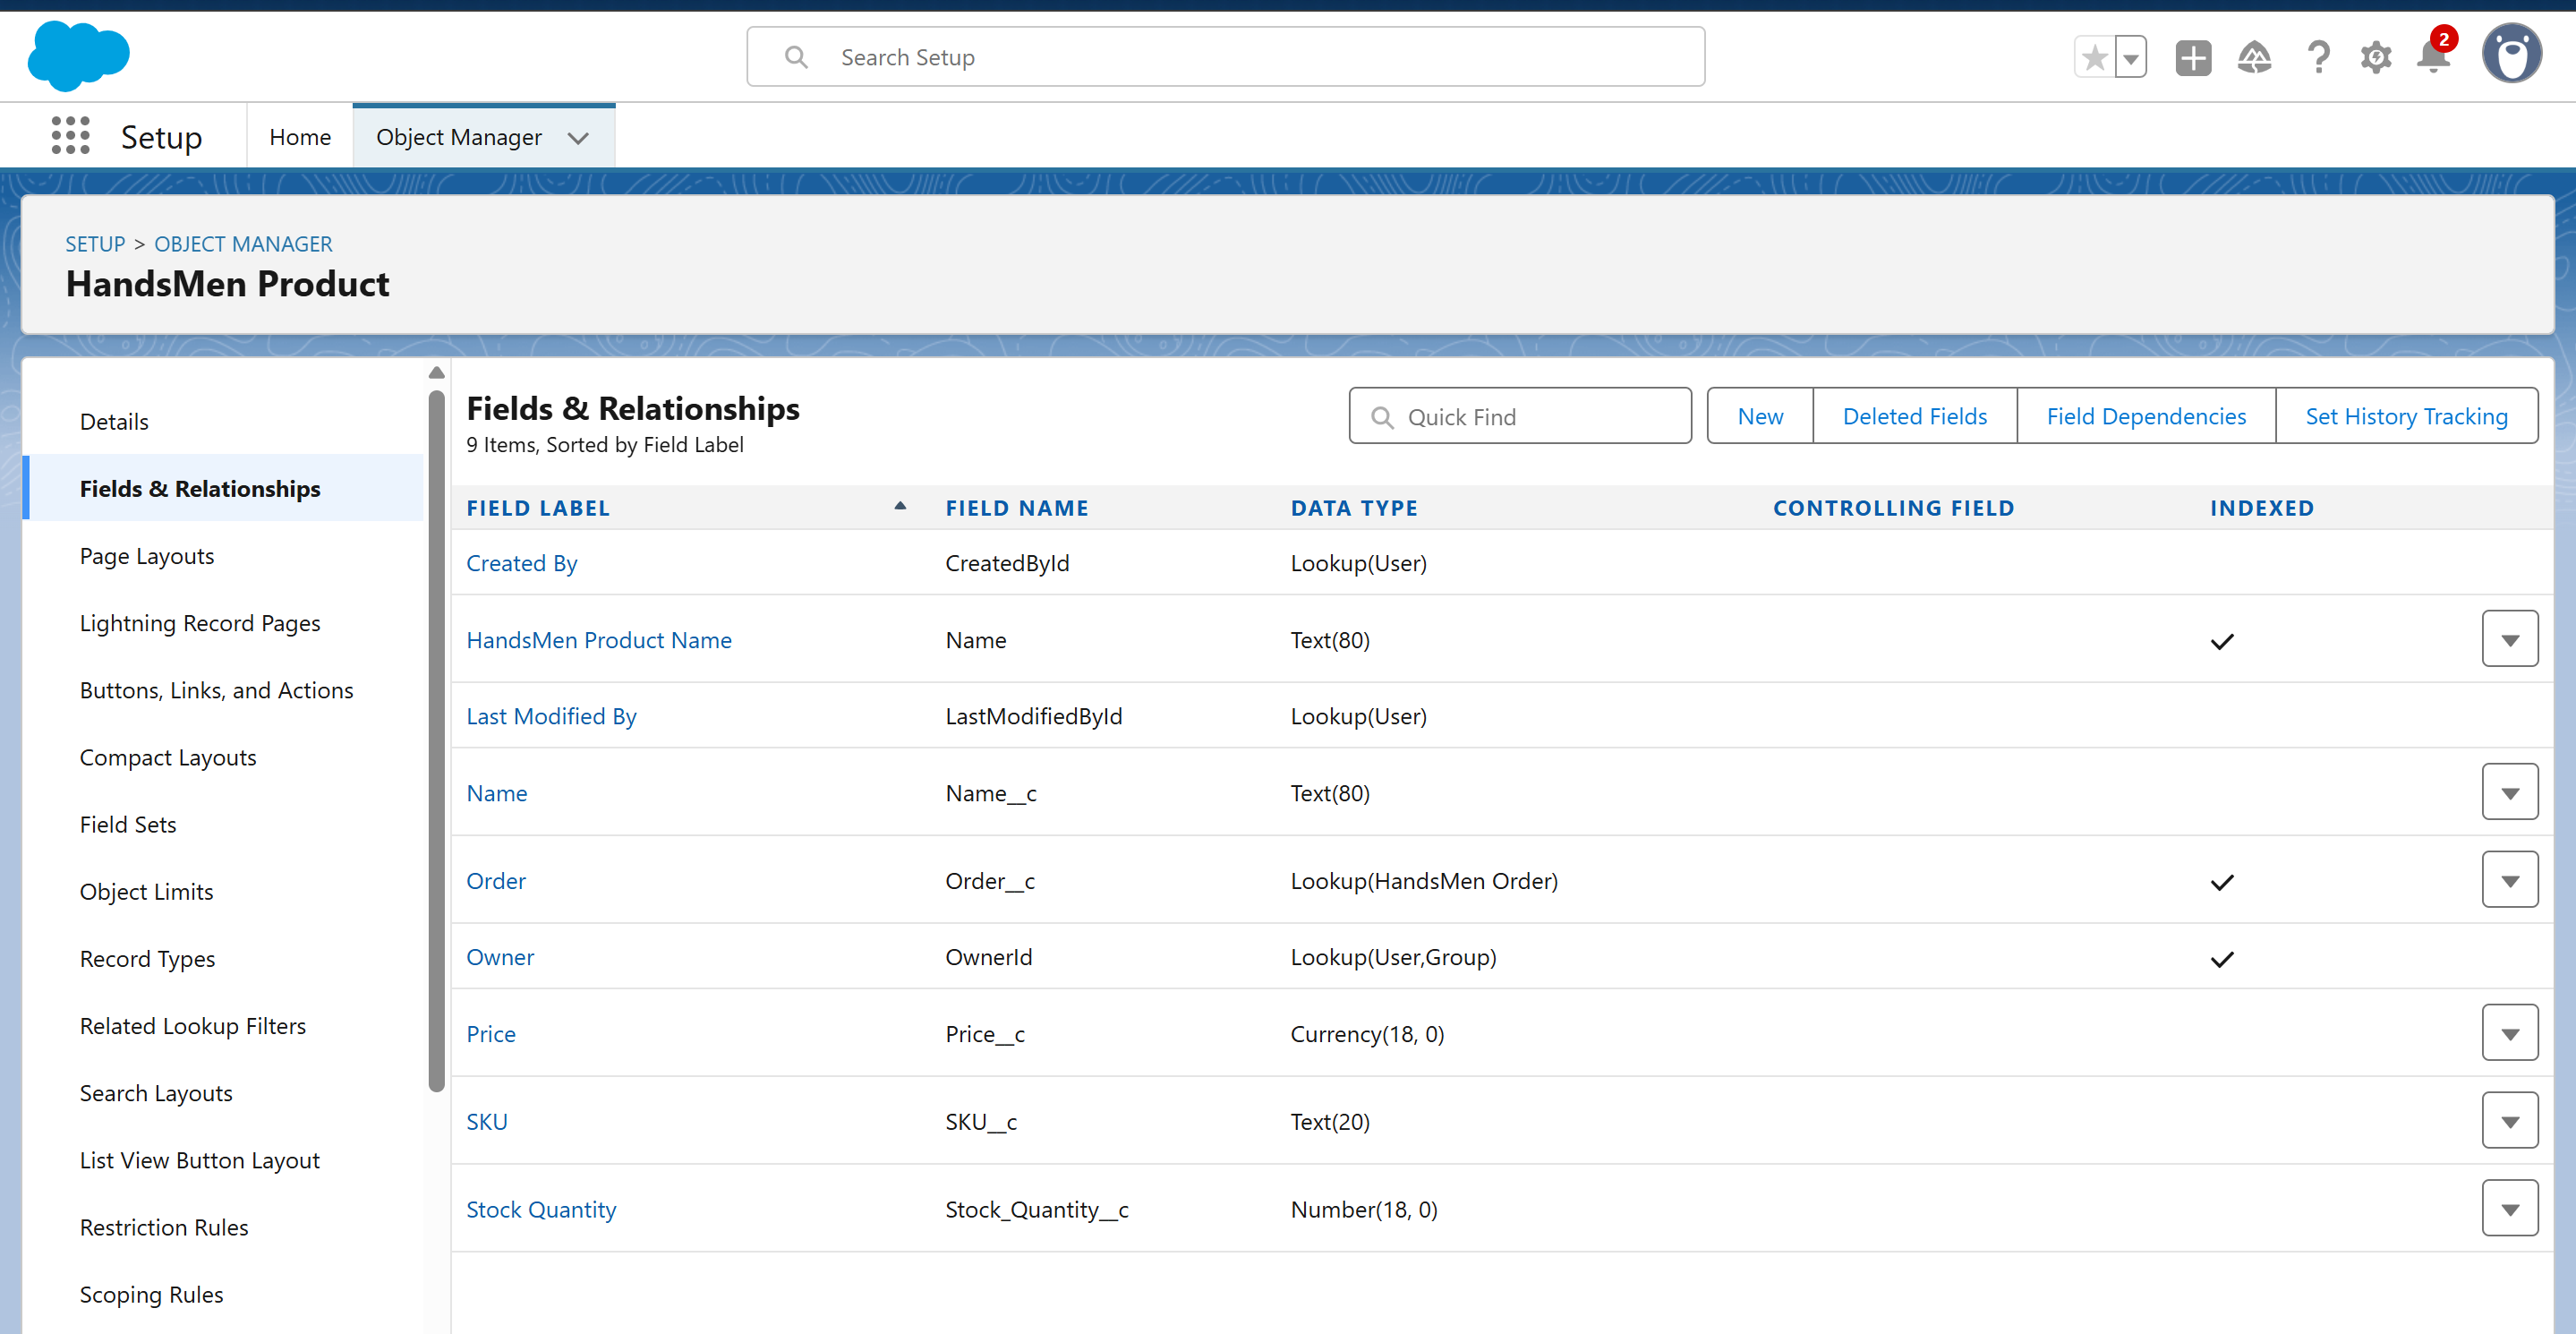 Search Setup
2
Setup
Home
Object Manager
SETUP > OBJECT MANAGER
HandsMen Product
Details
Fields & Relationships
Page Layouts
Lightning Record Pages
Buttons, Links, and Actions
Compact Layouts
Field Sets
Object Limits
Record Types
Related Lookup Filters
Search Layouts
List View Button Layout
Restriction Rules
Scoping Rules
Fields & Relationships
9 Items, Sorted by Field Label
Quick Find
New
Deleted Fields
Field Dependencies
Set History Tracking
FIELD LABEL FIELD NAME DATA TYPE CONTROLLING FIELD INDEXED
Created By CreatedById Lookup(User)
HandsMen Product Name Name Text(80)
Last Modified By LastModifiedById Lookup(User)
Name Name__c Text(80)
Order Order__c Lookup(HandsMen Order)
Owner OwnerId Lookup(User,Group)
Price Price__c Currency(18, 0)
SKU SKU__c Text(20)
Stock Quantity Stock_Quantity__c Number(18, 0)